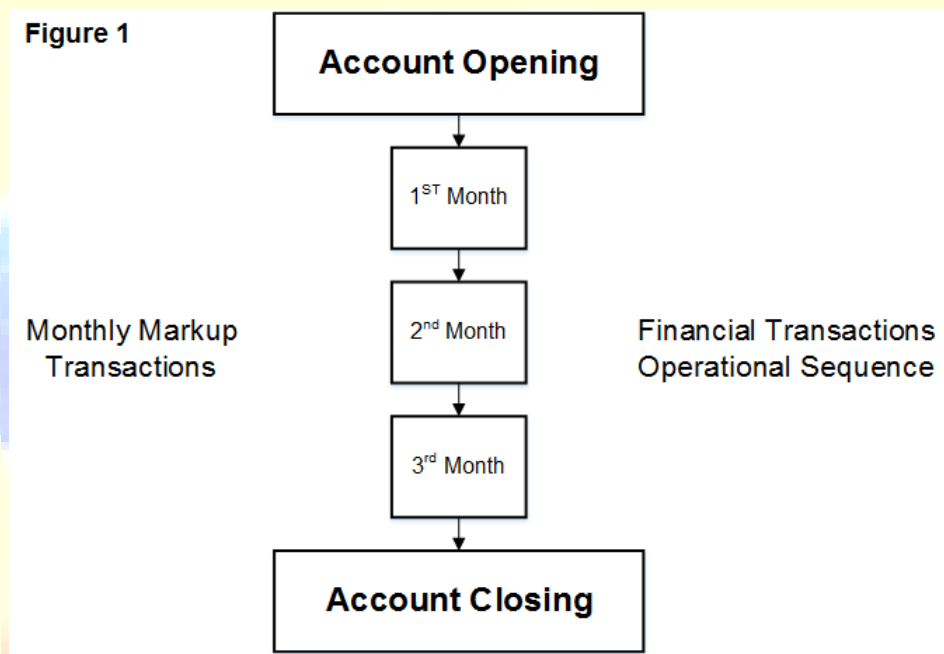 Figure 1
Account Opening
1ST Month
2nd Month
Monthly Markup
Transactions
Financial Transactions
Operational Sequence
3rd Month
Account Closing